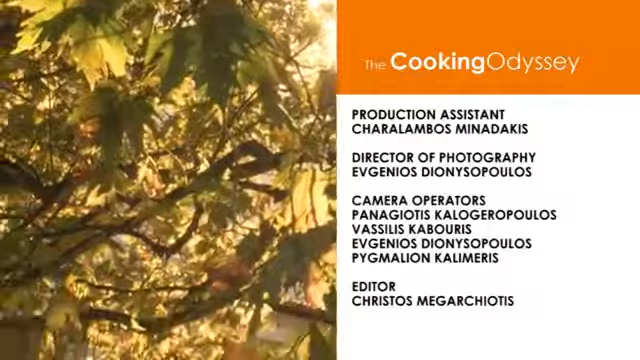 The CookingOdyssey
PRODUCTION ASSISTANT
CHARALAMBOS MINADAKIS
DIRECTOR OF PHOTOGRAPHY
EVGENIOS DIONYSOPOULOS
CAMERA OPERATORS
PANAGIOTIS KALOGEROPOULOS
VASSILIS KABOURIS
EVGENIOS DIONYSOPOULOS
PYGMALION KALIMERIS
EDITOR
CHRISTOS MEGARCHIOTIS